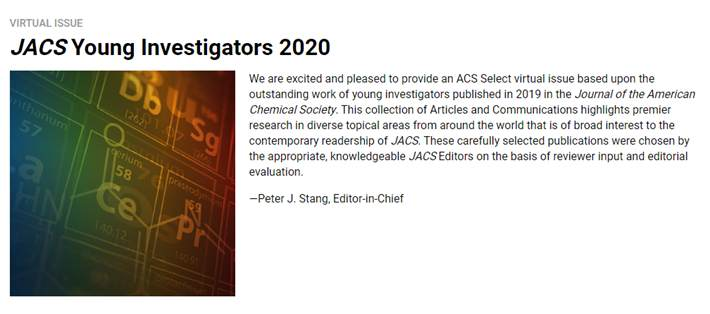 VIRTUAL ISSUE
JACS Young Investigators 2020
We are excited and pleased to provide an ACS Select virtual issue based upon the
outstanding work of young investigators published in 2019 in the Journal of the American
Chemical Society. This collection of Articles and Communications highlights premier
research in diverse topical areas from around the world that is of broad interest to the
contemporary readership of JACS. These carefully selected publications were chosen by
the appropriate, knowledgeable JACS Editors on the basis of reviewer input and editorial
evaluation.
—Peter J. Stang, Editor-in-Chief
Db
Sg
(262)
anthanum
57
58
Ce
140.12
59
Pr